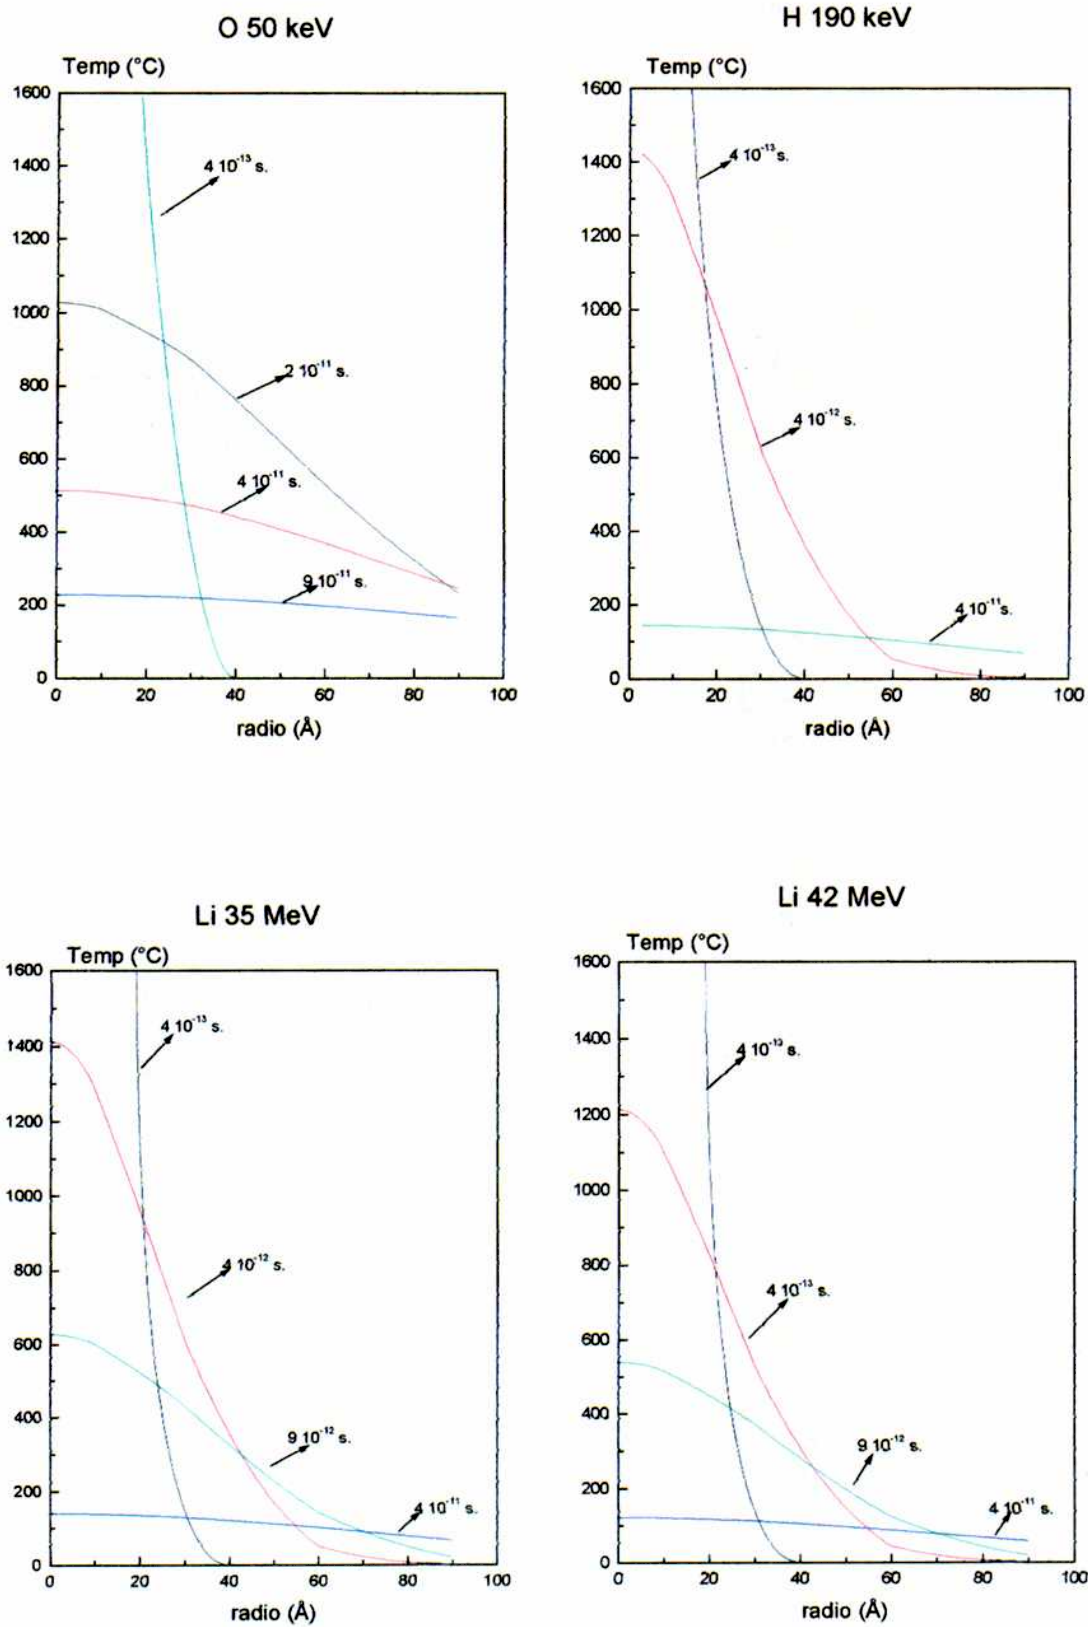 O 50 keV
Temp (°C)
1600
1400
1200
1000
800
600
400
200
0
0 20 40 60 80 100
radio (Å)
4 10⁻¹³ s.
2 10⁻¹¹ s.
4 10⁻¹¹ s.
9 10⁻¹¹ s.
H 190 keV
Temp (°C)
1600
1400
1200
1000
800
600
400
200
0
0 20 40 60 80 100
radio (Å)
4 10⁻¹³ s.
4 10⁻¹² s.
4 10⁻¹¹ s.
Li 35 MeV
Temp (°C)
1600
1400
1200
1000
800
600
400
200
0
0 20 40 60 80 100
radio (Å)
4 10⁻¹³ s.
4 10⁻¹² s.
9 10⁻¹² s.
4 10⁻¹¹ s.
Li 42 MeV
Temp (°C)
1600
1400
1200
1000
800
600
400
200
0
0 20 40 60 80 100
radio (Å)
4 10⁻¹³ s.
4 10⁻¹³ s.
9 10⁻¹² s.
4 10⁻¹¹ s.